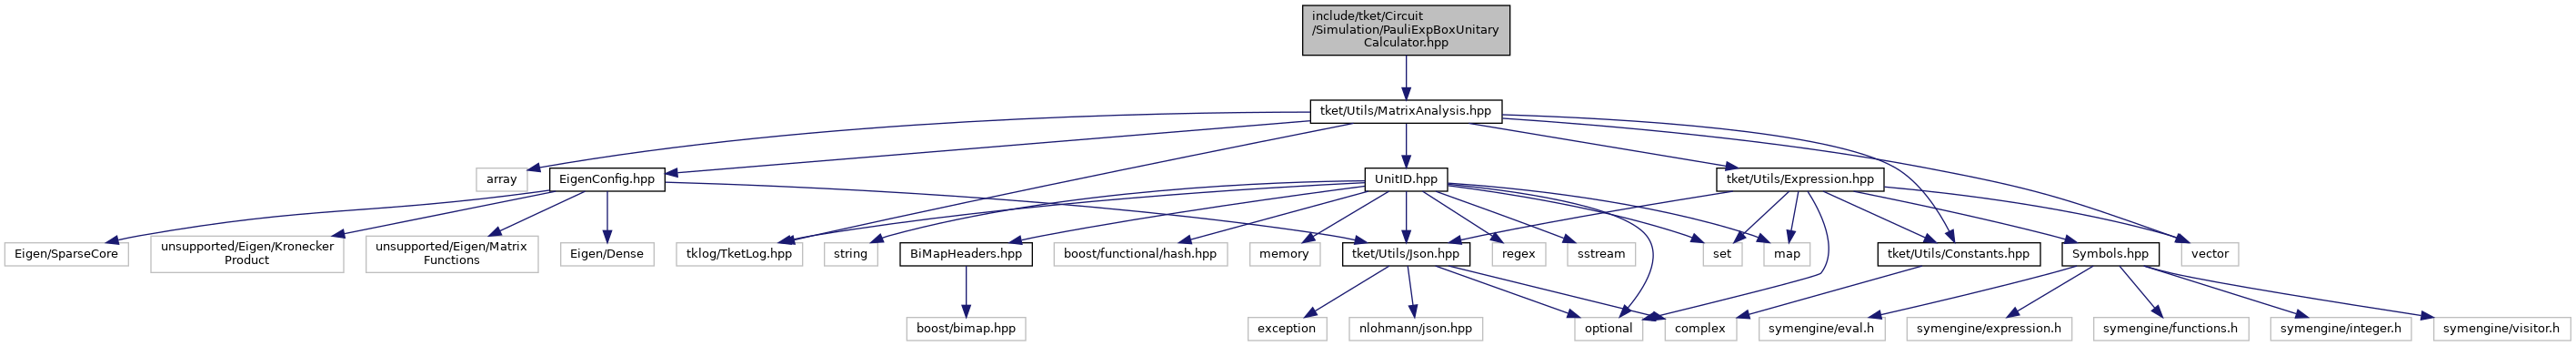 include/tket/Circuit
/Simulation/PauliExpBoxUnitary
Calculator.hpp
tket/Utils/MatrixAnalysis.hpp
array
EigenConfig.hpp
UnitID.hpp
tket/Utils/Expression.hpp
Eigen/SparseCore
unsupported/Eigen/Kronecker
Product
unsupported/Eigen/Matrix
Functions
Eigen/Dense
tklog/TketLog.hpp
string
BiMapHeaders.hpp
boost/functional/hash.hpp
memory
tket/Utils/Json.hpp
regex
sstream
set
map
tket/Utils/Constants.hpp
Symbols.hpp
vector
boost/bimap.hpp
exception
nlohmann/json.hpp
optional
complex
symengine/eval.h
symengine/expression.h
symengine/functions.h
symengine/integer.h
symengine/visitor.h